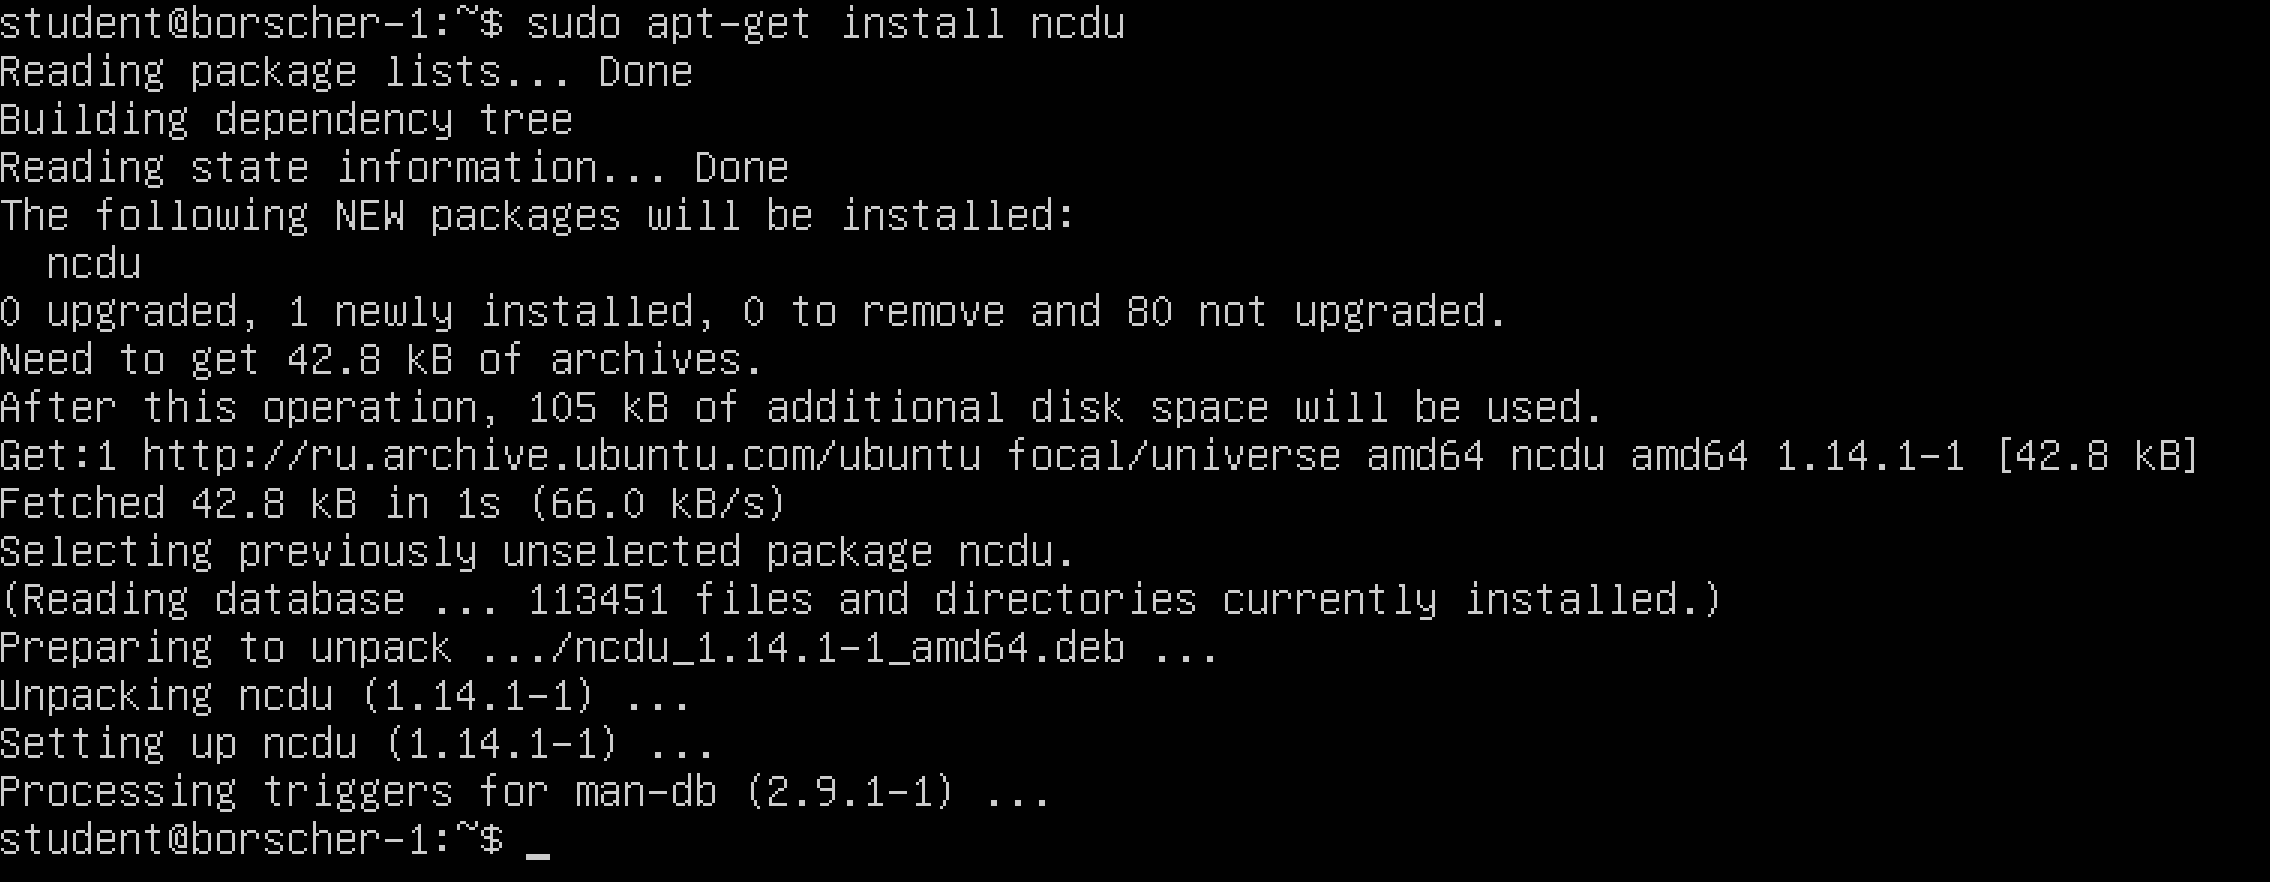 student@borscher-1:~$ sudo apt-get install ncdu
Reading package lists... Done
Building dependency tree
Reading state information... Done
The following NEW packages will be installed:
  ncdu
0 upgraded, 1 newly installed, 0 to remove and 80 not upgraded.
Need to get 42.8 kB of archives.
After this operation, 105 kB of additional disk space will be used.
Get:1 http://ru.archive.ubuntu.com/ubuntu focal/universe amd64 ncdu amd64 1.14.1-1 [42.8 kB]
Fetched 42.8 kB in 1s (66.0 kB/s)
Selecting previously unselected package ncdu.
(Reading database ... 113451 files and directories currently installed.)
Preparing to unpack .../ncdu_1.14.1-1_amd64.deb ...
Unpacking ncdu (1.14.1-1) ...
Setting up ncdu (1.14.1-1) ...
Processing triggers for man-db (2.9.1-1) ...
student@borscher-1:~$ _